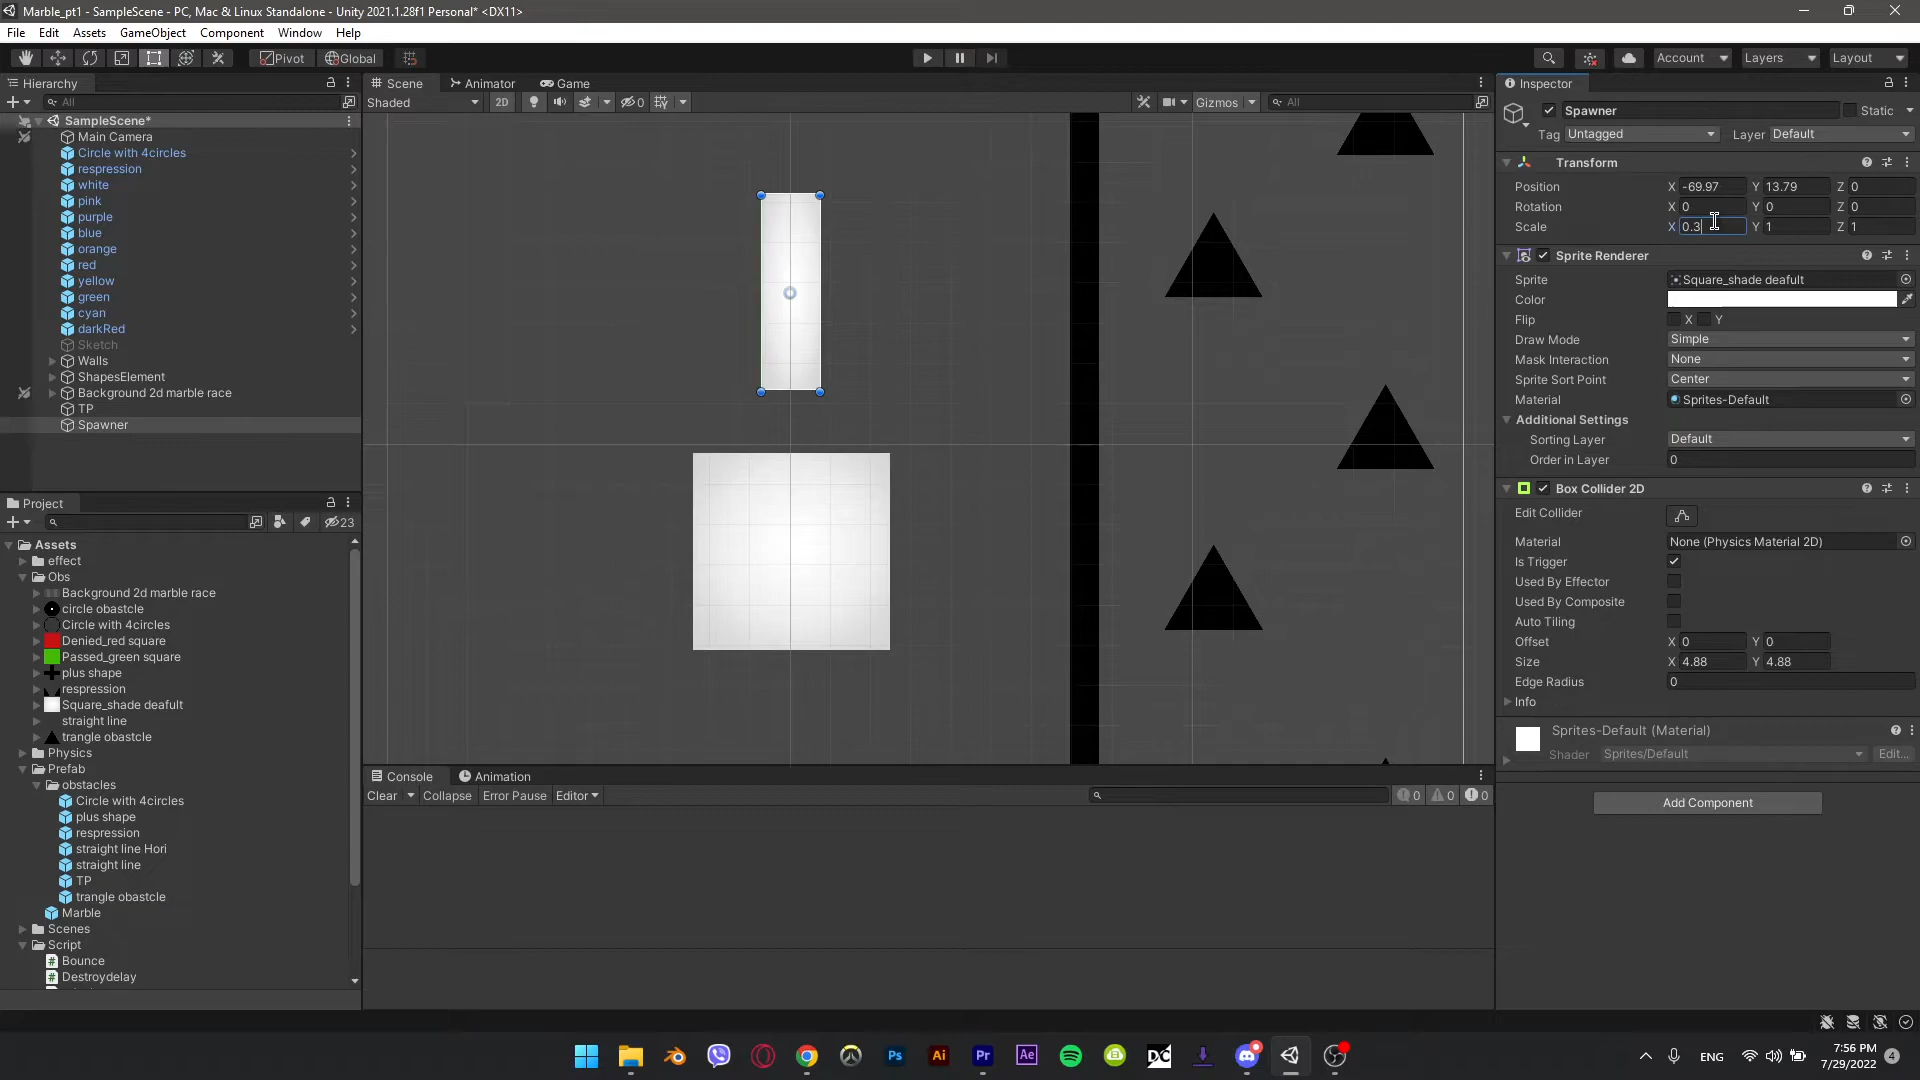 Marble_pt1 - SampleScene - PC, Mac & Linux Standalone - Unity 2021.1.28f1 Personal* <DX11>
File Edit Assets GameObject Component Window Help
Pivot Global Account Layers Layout
Hierarchy
All
SampleScene*
Main Camera
Circle with 4circles
respression
white
pink
purple
blue
orange
red
yellow
green
cyan
darkRed
Sketch
Walls
ShapesElement
Background 2d marble race
TP
Spawner
Project
23
Assets
effect
Obs
Background 2d marble race
circle obastcle
Circle with 4circles
Denied_red square
Passed_green square
plus shape
respression
Square_shade deafult
straight line
trangle obastcle
Physics
Prefab
obstacles
Circle with 4circles
plus shape
respression
straight line Hori
straight line
TP
trangle obastcle
Marble
Scenes
Script
Bounce
Destroydelay
Scene Animator Game
Shaded 2D 0 Gizmos All
Console Animation
Clear Collapse Error Pause Editor 0 0 0
Inspector
Spawner Static
Tag Untagged Layer Default
Transform
Position X -69.97 Y 13.79 Z 0
Rotation X 0 Y 0 Z 0
Scale X 0.3 Y 1 Z 1
Sprite Renderer
Sprite Square_shade deafult
Color
Flip X Y
Draw Mode Simple
Mask Interaction None
Sprite Sort Point Center
Material Sprites-Default
Additional Settings
Sorting Layer Default
Order in Layer 0
Box Collider 2D
Edit Collider
Material None (Physics Material 2D)
Is Trigger
Used By Effector
Used By Composite
Auto Tiling
Offset X 0 Y 0
Size X 4.88 Y 4.88
Edge Radius 0
Info
Sprites-Default (Material)
Shader Sprites/Default Edit...
Add Component
Ps Ai Pr Ae DC
ENG
7:56 PM
7/29/2022
4